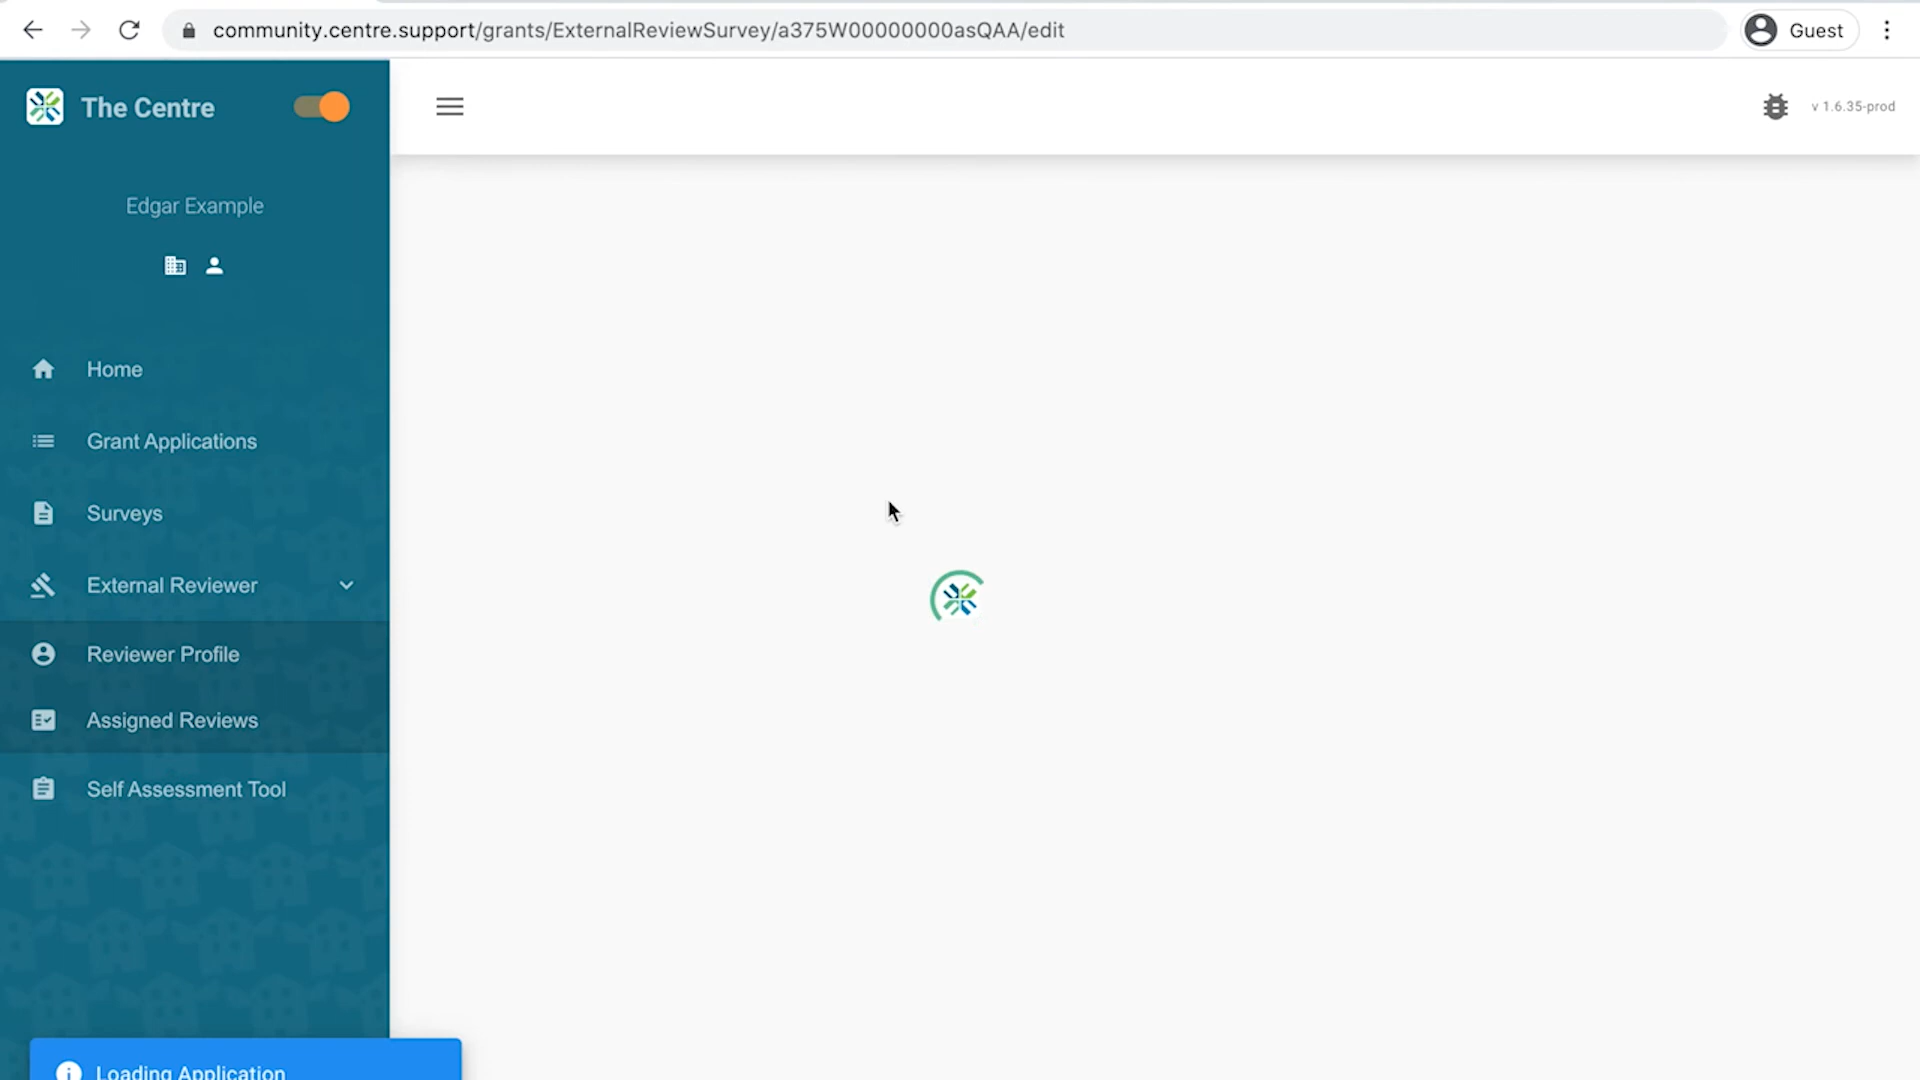 community.centre.support/grants/ExternalReviewSurvey/a375W00000000asQAA/edit
Guest
The Centre
v 1.6.35-prod
Edgar Example
Home
Grant Applications
Surveys
External Reviewer
Reviewer Profile
Assigned Reviews
Self Assessment Tool
Loading Application